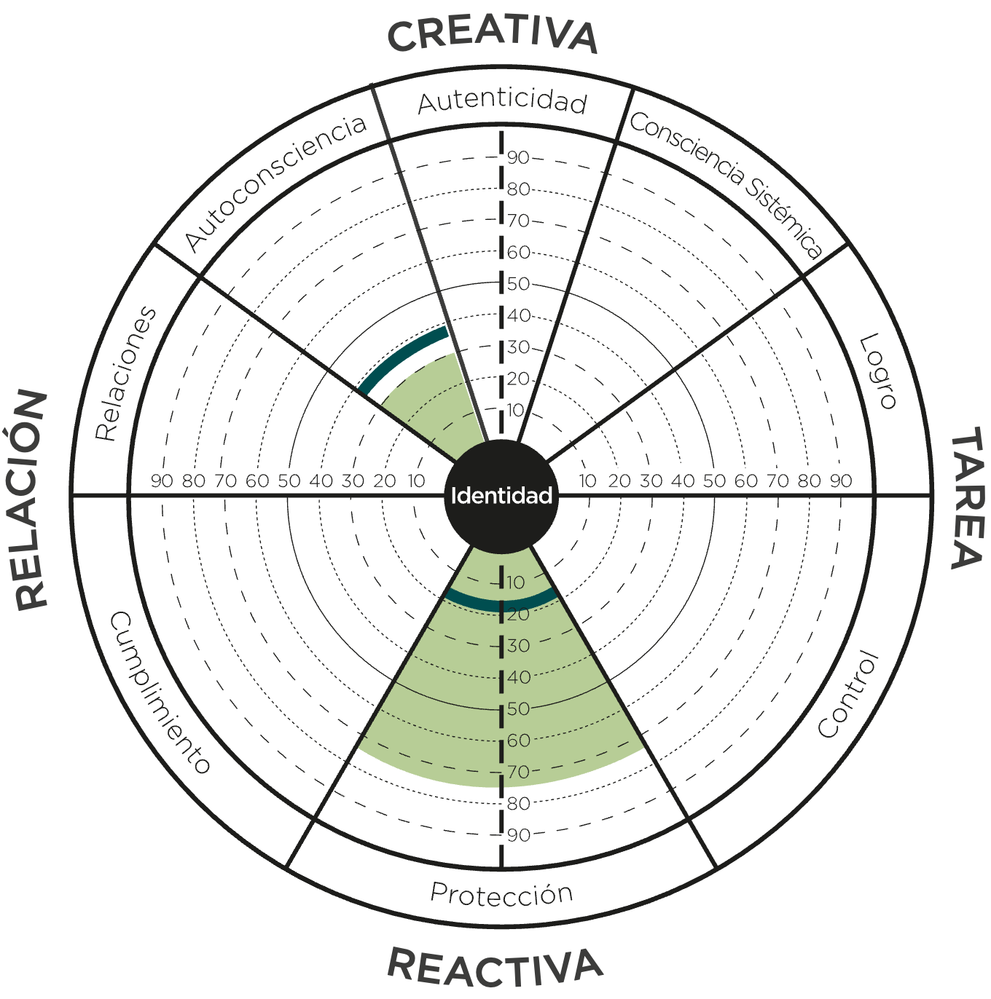 CREATIVA
Autenticidad
Autoconsciencia
Consciencia Sistémica
Relaciones
Logro
RELACIÓN
TAREA
90
80
70
60
50
40
30
20
10
90 80 70 60 50 40 30 20 10
10 20 30 40 50 60 70 80 90
Identidad
10
20
30
40
50
60
70
80
90
Cumplimiento
Control
Protección
REACTIVA